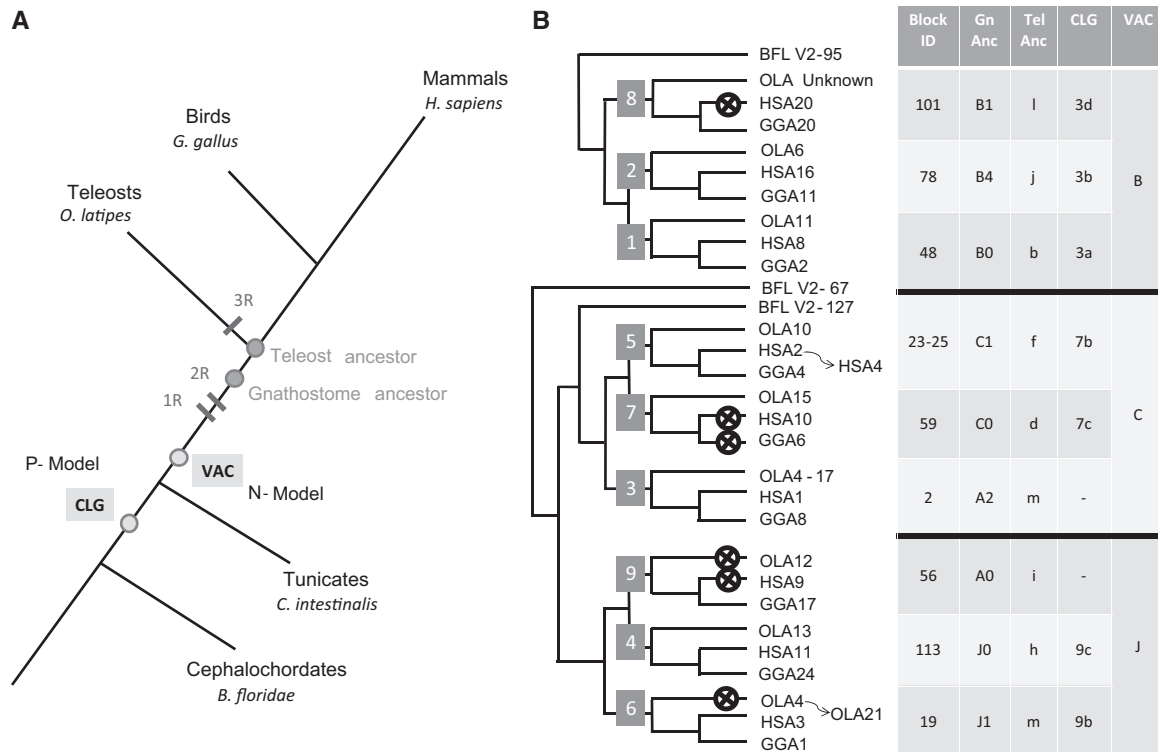 A
Mammals
H. sapiens
Birds
G. gallus
Teleosts
O. latipes
3R
Teleost ancestor
2R
Gnathostome ancestor
1R
P- Model
VAC
N- Model
CLG
Tunicates
C. intestinalis
Cephalochordates
B. floridae
B
BFL V2-95
8
OLA Unknown
HSA20
GGA20
2
OLA6
HSA16
GGA11
1
OLA11
HSA8
GGA2
BFL V2- 67
BFL V2- 127
5
OLA10
HSA2
HSA4
GGA4
7
OLA15
HSA10
GGA6
3
OLA4 - 17
HSA1
GGA8
9
OLA12
HSA9
GGA17
4
OLA13
HSA11
GGA24
6
OLA4
OLA21
HSA3
GGA1
Block ID Gn Anc Tel Anc CLG VAC
101 B1 l 3d
78 B4 j 3b B
48 B0 b 3a
23-25 C1 f 7b
59 C0 d 7c C
2 A2 m -
56 A0 i -
113 J0 h 9c J
19 J1 m 9b